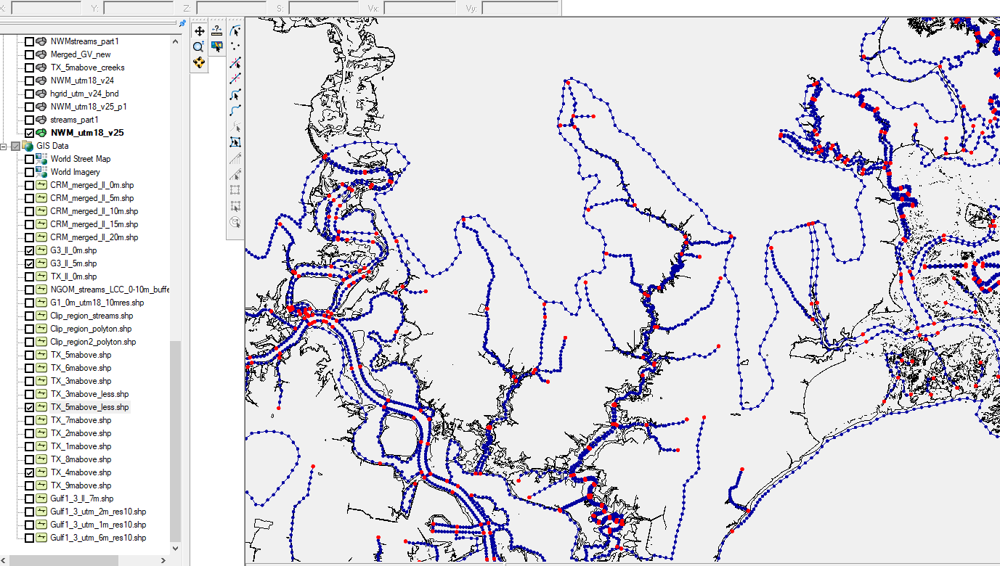 X: Y: Z: S: Vx: Vy:
NWMstreams_part1
Merged_GV_new
TX_5mabove_creeks
NWM_utm18_v24
hgrid_utm_v24_bnd
NWM_utm18_v25_p1
streams_part1
NWM_utm18_v25
GIS Data
World Street Map
World Imagery
CRM_merged_ll_0m.shp
CRM_merged_ll_5m.shp
CRM_merged_ll_10m.shp
CRM_merged_ll_15m.shp
CRM_merged_ll_20m.shp
G3_ll_0m.shp
G3_ll_5m.shp
TX_ll_0m.shp
NGOM_streams_LCC_0-10m_buffe
G1_0m_utm18_10mres.shp
Clip_region_streams.shp
Clip_region_polyton.shp
Clip_region2_polyton.shp
TX_5mabove.shp
TX_6mabove.shp
TX_3mabove.shp
TX_3mabove_less.shp
TX_5mabove_less.shp
TX_7mabove.shp
TX_2mabove.shp
TX_1mabove.shp
TX_8mabove.shp
TX_4mabove.shp
TX_9mabove.shp
Gulf1_3_ll_7m.shp
Gulf1_3_utm_2m_res10.shp
Gulf1_3_utm_1m_res10.shp
Gulf1_3_utm_6m_res10.shp